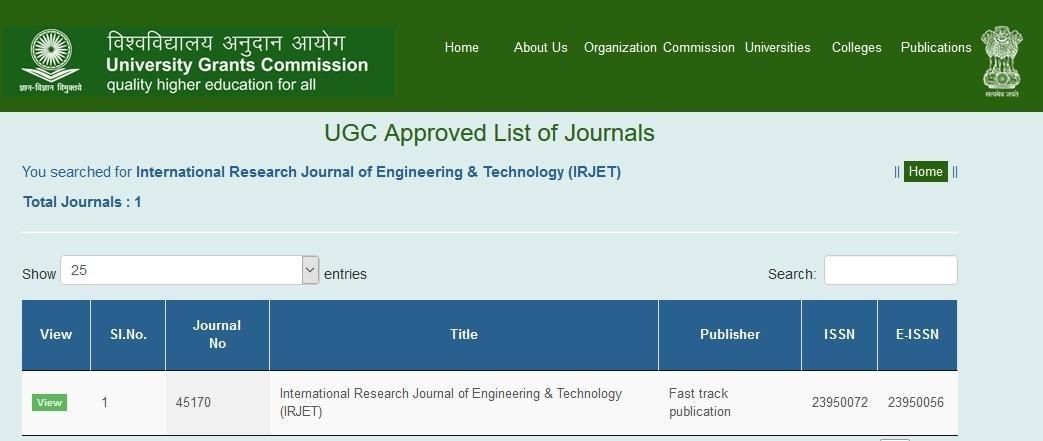 विश्वविद्यालय अनुदान आयोग
University Grants Commission
quality higher education for all
ज्ञान-विज्ञान विमुक्तये
Home About Us Organization Commission Universities Colleges Publications
सत्यमेव जयते
UGC Approved List of Journals
You searched for International Research Journal of Engineering & Technology (IRJET)
|| Home ||
Total Journals : 1
Show 25 entries
Search:
View Sl.No. Journal No Title Publisher ISSN E-ISSN
View 1 45170 International Research Journal of Engineering & Technology (IRJET) Fast track publication 23950072 23950056